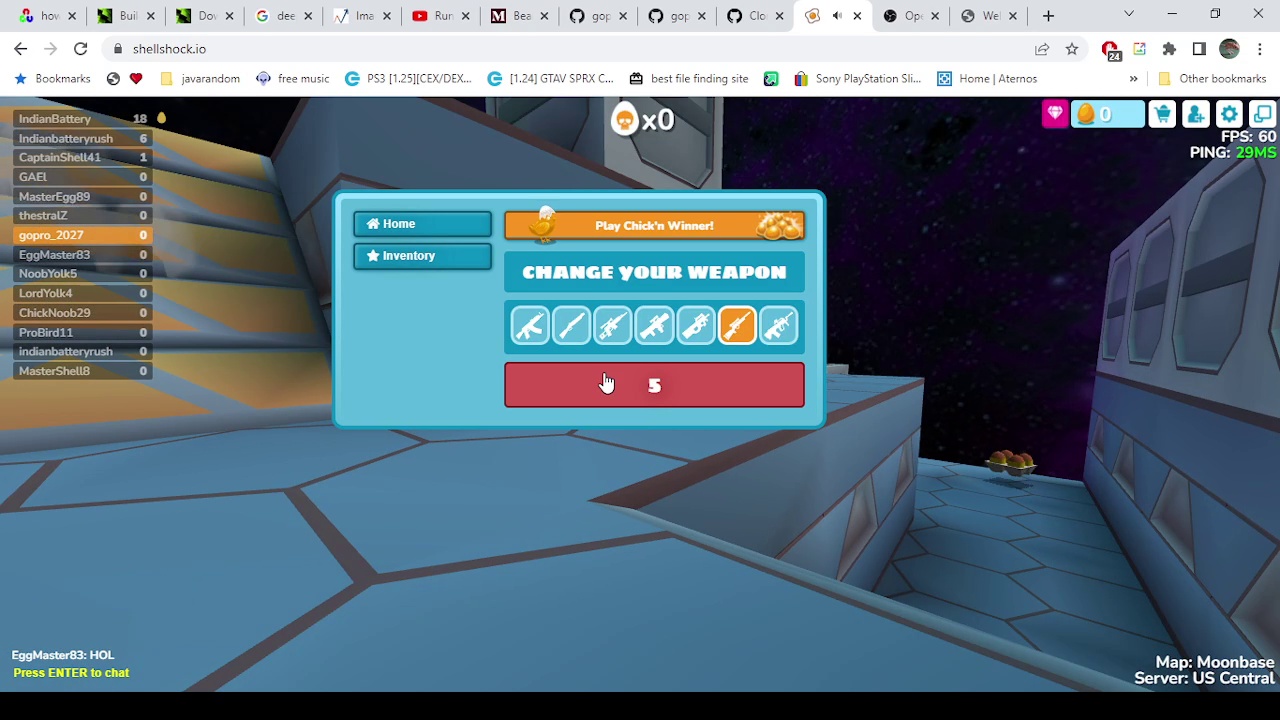 how
Buil
Dov
dee
Ima
Run
Bea
gop
gop
Clo
Ope
Wel
shellshock.io
24
Bookmarks
javarandom
free music
PS3 [1.25][CEX/DEX...
[1.24] GTAV SPRX C...
best file finding site
Sony PlayStation Sli...
Home | Aternos
»
Other bookmarks
IndianBattery 18
Indianbatteryrush 6
CaptainShell41 1
GAEl 0
MasterEgg89 0
thestralZ 0
gopro_2027 0
EggMaster83 0
NoobYolk5 0
LordYolk4 0
ChickNoob29 0
ProBird11 0
indianbatteryrush 0
MasterShell8 0
x0
0
FPS: 60
PING: 29MS
Home
Inventory
Play Chick'n Winner!
CHANGE YOUR WEAPON
5
EggMaster83: HOL
Press ENTER to chat
Map: Moonbase
Server: US Central